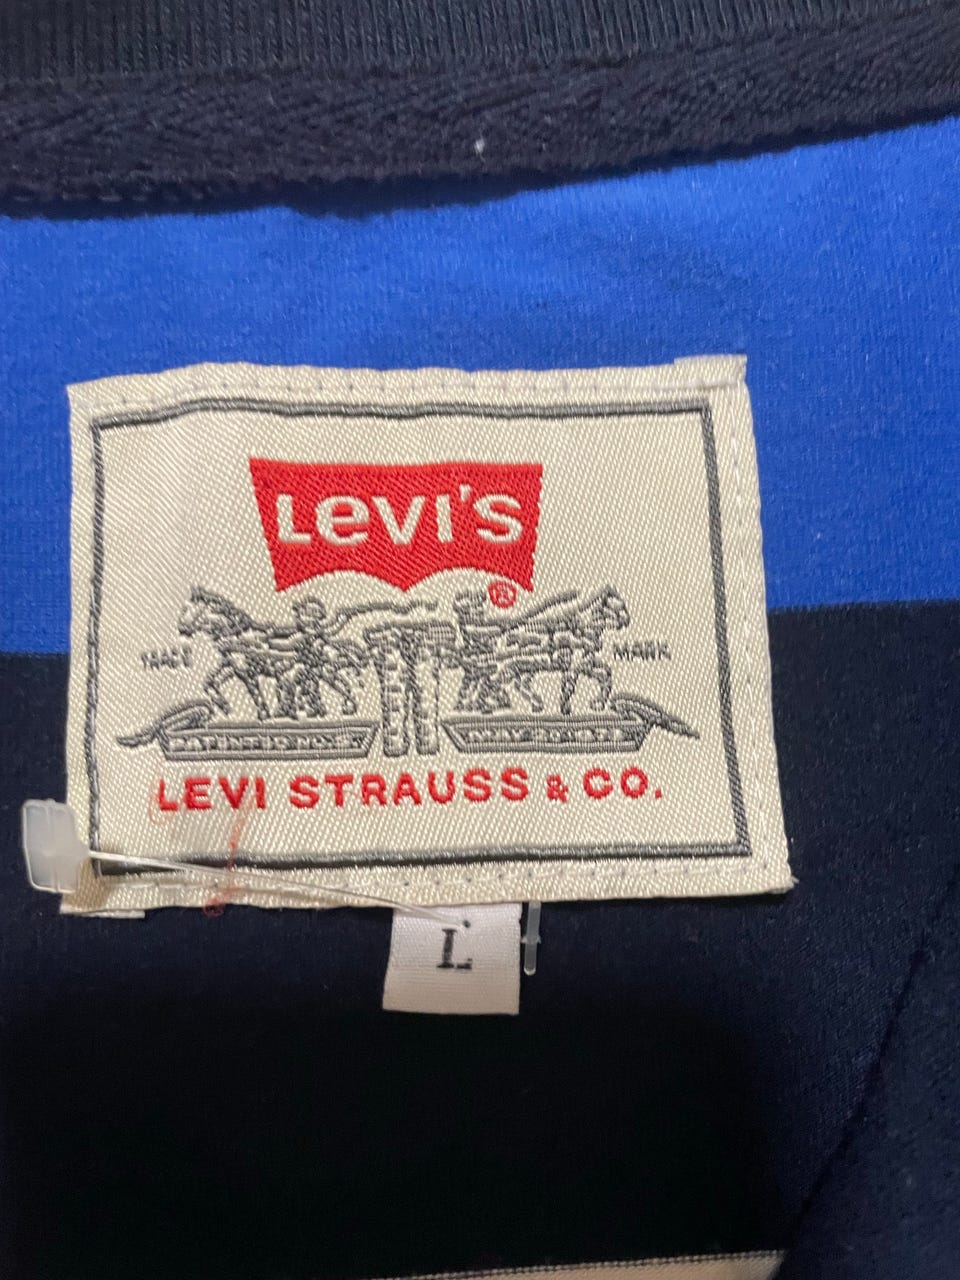 Levi's
®
TRADE MARK
LEVI STRAUSS & CO.
L